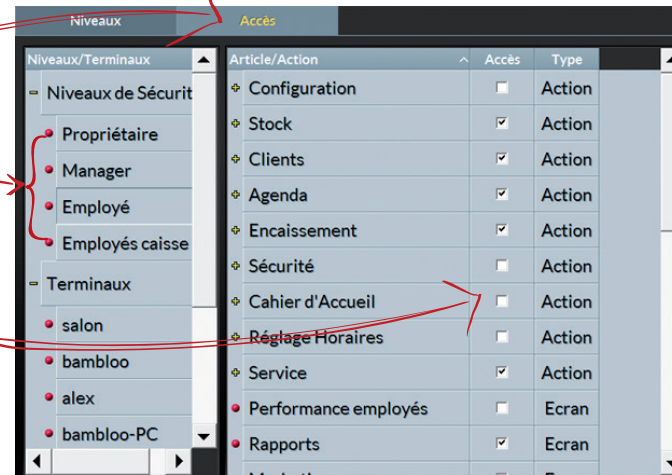 Niveaux Accès
Niveaux/Terminaux Article/Action Accès Type
Niveaux de Sécurit Configuration Action
Propriétaire Stock Action
Manager Clients Action
Employé Agenda Action
Employés caisse Encaissement Action
Terminaux Sécurité Action
salon Cahier d'Accueil Action
bambloo Réglage Horaires Action
alex Service Action
bambloo-PC Performance employés Ecran
Rapports Ecran